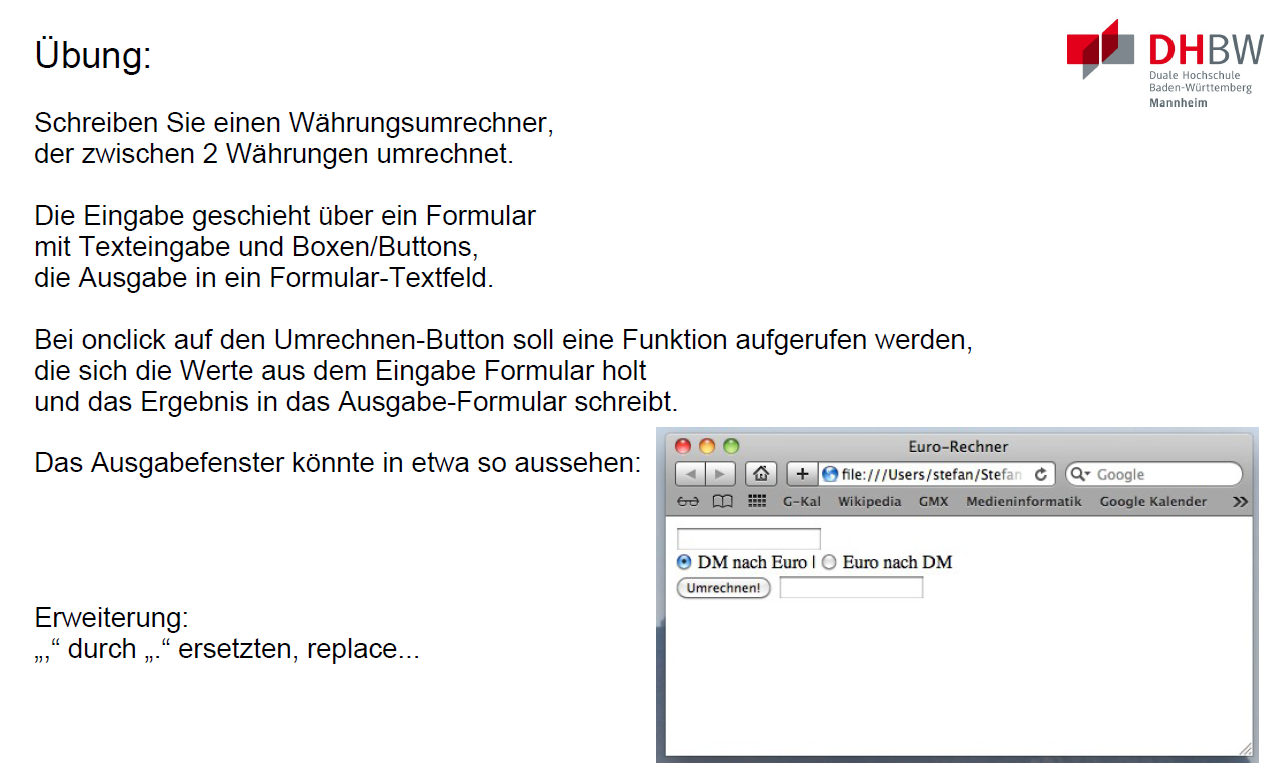 Übung:
DHBW
Duale Hochschule
Baden-Württemberg
Mannheim
Schreiben Sie einen Währungsumrechner,
der zwischen 2 Währungen umrechnet.
Die Eingabe geschieht über ein Formular
mit Texteingabe und Boxen/Buttons,
die Ausgabe in ein Formular-Textfeld.
Bei onclick auf den Umrechnen-Button soll eine Funktion aufgerufen werden,
die sich die Werte aus dem Eingabe Formular holt
und das Ergebnis in das Ausgabe-Formular schreibt.
Das Ausgabefenster könnte in etwa so aussehen:
Euro-Rechner
file:///Users/stefan/Stefan
Google
G-Kal Wikipedia GMX Medieninformatik Google Kalender
DM nach Euro | Euro nach DM
Umrechnen!
Erweiterung:
„,“ durch „.“ ersetzten, replace...